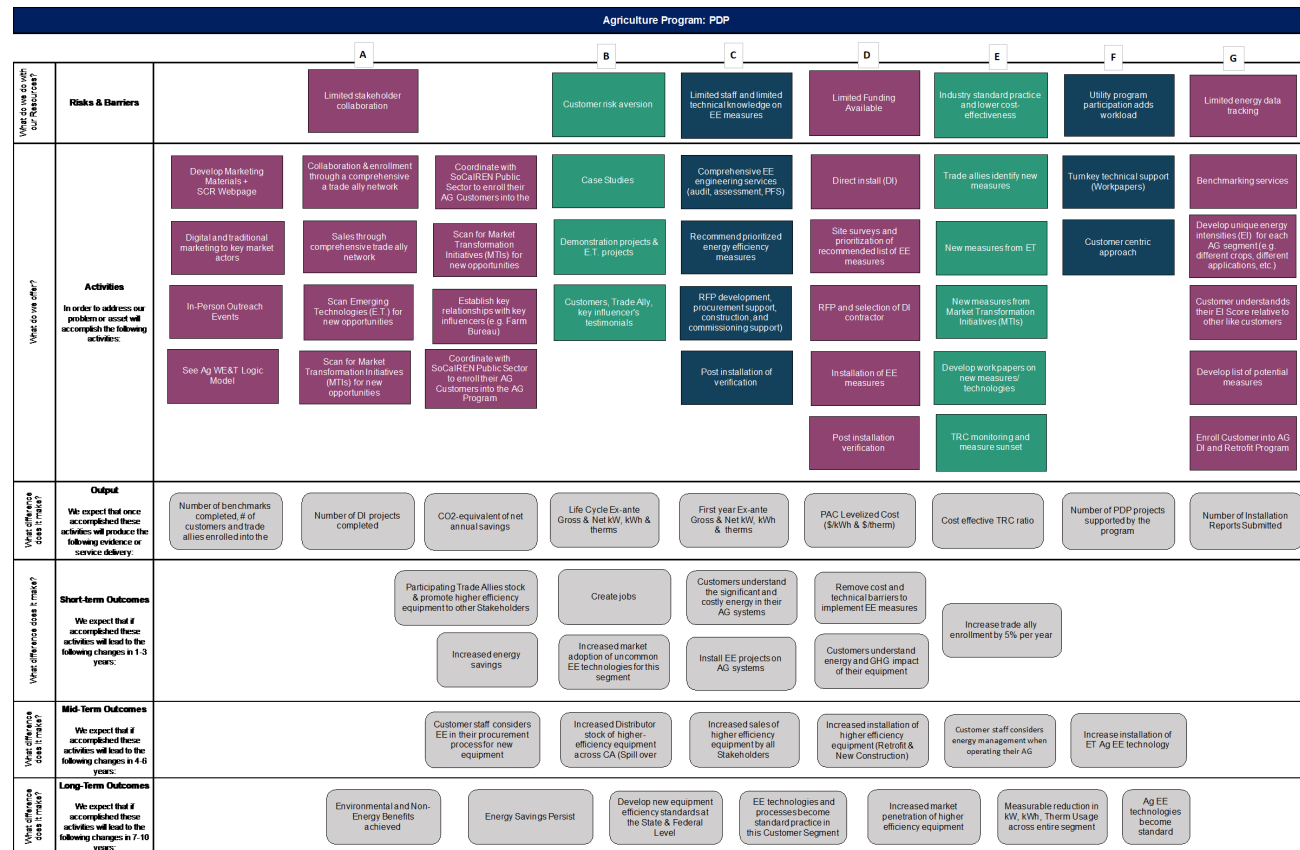 Agriculture Program: PDP
A
B
C
D
E
F
G
What do we do with
our Resources?
Risks & Barriers
Limited stakeholder
collaboration
Customer risk aversion
Limited staff and limited
technical knowledge on
EE measures
Limited Funding
Available
Industry standard practice
and lower cost-
effectiveness
Utility program
participation adds
workload
Limited energy data
tracking
What do we offer?
Activities
In order to address our
problem or asset will
accomplish the following
activities:
Develop Marketing
Materials +
SCR Webpage
Collaboration & enrollment
through a comprehensive
a trade ally network
Coordinate with
SoCalREN Public
Sector to enroll their
AG Customers into the
Case Studies
Comprehensive EE
engineering services
(audit, assessment, PFS)
Direct install (DI)
Trade allies identify new
measures
Turnkey technical support
(Workpapers)
Benchmarking services
Digital and traditional
marketing to key market
actors
Sales through
comprehensive trade ally
network
Scan for Market
Transformation
Initiatives (MTIs) for
new opportunities
Demonstration projects &
E.T. projects
Recommend prioritized
energy efficiency
measures
Site surveys and
prioritization of
recommended list of EE
measures
New measures from ET
Customer centric
approach
Develop unique energy
intensities (EI) for each
AG segment (e.g.
different crops, different
applications, etc.)
In-Person Outreach
Events
Scan Emerging
Technologies (E.T.) for
new opportunities
Establish key
relationships with key
influencers (e.g. Farm
Bureau)
Customers, Trade Ally,
key influencer's
testimonials
RFP development,
procurement support,
construction, and
commissioning support)
RFP and selection of DI
contractor
New measures from
Market Transformation
Initiatives (MTIs)
Customer understandds
their EI Score relative to
other like customers
See Ag WE&T Logic
Model
Scan for Market
Transformation Initiatives
(MTIs) for new
opportunities
Coordinate with
SoCalREN Public Sector
to enroll their AG
Customers into the AG
Program
Post installation of
verification
Installation of EE
measures
Develop workpapers on
new measures/
technologies
Develop list of potential
measures
Post installation
verification
TRC monitoring and
measure sunset
Enroll Customer into AG
DI and Retrofit Program
What difference
does it make?
Output
We expect that once
accomplished these
activities will produce the
following evidence or
service delivery:
Number of benchmarks
completed, # of
customers and trade
allies enrolled into the
Number of DI projects
completed
CO2-equivalent of net
annual savings
Life Cycle Ex-ante
Gross & Net kW, kWh &
therms
First year Ex-ante
Gross & Net kW, kWh
& therms
PAC Levelized Cost
($/kWh & $/therm)
Cost effective TRC ratio
Number of PDP projects
supported by the
program
Number of Installation
Reports Submitted
What difference does it make?
Short-term Outcomes
We expect that if
accomplished these
activities will lead to the
following changes in 1-3
years:
Participating Trade Allies stock
& promote higher efficiency
equipment to other Stakeholders
Create jobs
Customers understand
the significant and
costly energy in their
AG systems
Remove cost and
technical barriers to
implement EE measures
Increase trade ally
enrollment by 5% per year
Increased energy
savings
Increased market
adoption of uncommon
EE technologies for this
segment
Install EE projects on
AG systems
Customers understand
energy and GHG impact
of their equipment
What difference
does it make?
Mid-Term Outcomes
We expect that if
accomplished these
activities will lead to the
following changes in 4-6
years:
Customer staff considers
EE in their procurement
process for new
equipment
Increased Distributor
stock of higher-
efficiency equipment
across CA (Spill over
Increased sales of
higher efficiency
equipment by all
Stakeholders
Increased installation of
higher efficiency
equipment (Retrofit &
New Construction)
Customer staff considers
energy management when
operating their AG
Increase installation of
ET Ag EE technology
What difference
does it make?
Long-Term Outcomes
We expect if
accomplished these
activities will lead to the
following changes in 7-10
years:
Environmental and Non-
Energy Benefits
achieved
Energy Savings Persist
Develop new equipment
efficiency standards at
the State & Federal
Level
EE technologies and
processes become
standard practice in
this Customer Segment
Increased market
penetration of higher
efficiency equipment
Measurable reduction in
kW, kWh, Therm Usage
across entire segment
Ag EE
technologies
become
standard